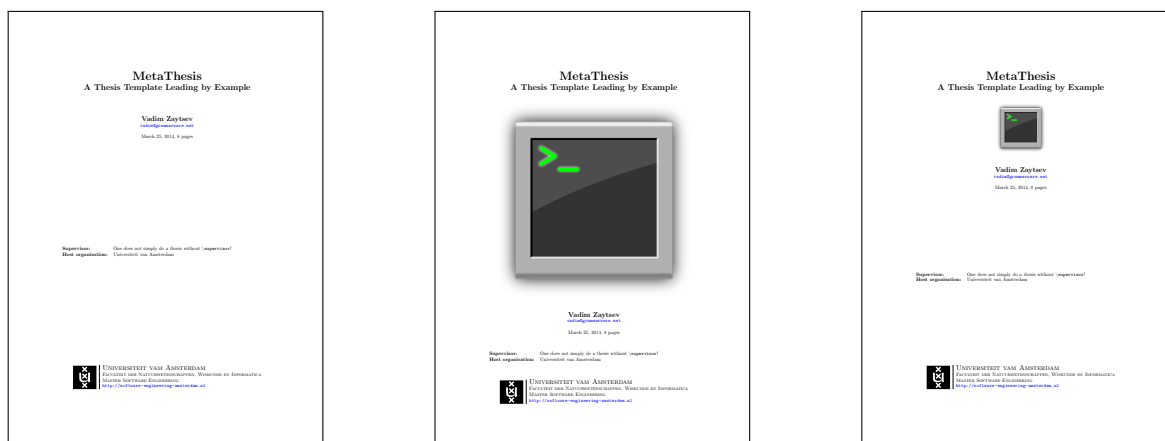 MetaThesis
A Thesis Template Leading by Example
Vadim Zaytsev
vadim@grammarware.net
March 25, 2014, 8 pages
Supervisor: One does not simply do a thesis without \supervisor!
Host organisation: Universiteit van Amsterdam
Universiteit van Amsterdam
Faculteit der Natuurwetenschappen, Wiskunde en Informatica
Master Software Engineering
http://software-engineering-amsterdam.nl
MetaThesis
A Thesis Template Leading by Example
>_
Vadim Zaytsev
vadim@grammarware.net
March 25, 2014, 8 pages
Supervisor: One does not simply do a thesis without \supervisor!
Host organisation: Universiteit van Amsterdam
Universiteit van Amsterdam
Faculteit der Natuurwetenschappen, Wiskunde en Informatica
Master Software Engineering
http://software-engineering-amsterdam.nl
MetaThesis
A Thesis Template Leading by Example
>_
Vadim Zaytsev
vadim@grammarware.net
March 25, 2014, 8 pages
Supervisor: One does not simply do a thesis without \supervisor!
Host organisation: Universiteit van Amsterdam
Universiteit van Amsterdam
Faculteit der Natuurwetenschappen, Wiskunde en Informatica
Master Software Engineering
http://software-engineering-amsterdam.nl